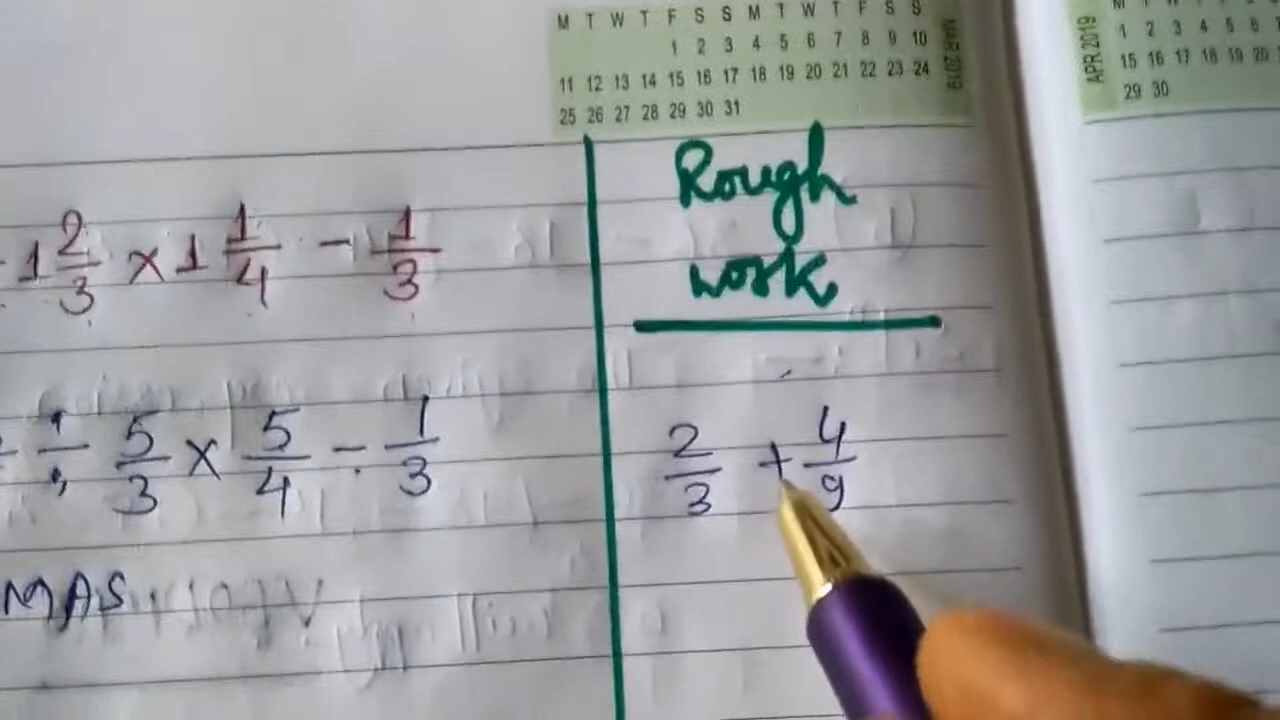 M T W T F S S M T W T F S S
1 2 3 4 5 6 7 8 9 10
11 12 13 14 15 16 17 18 19 20 21 22 23 24
25 26 27 28 29 30 31
MAR 2019
APR 2019
1 2 3 4 5 6
15 16 17 18 19 20
29 30
Rough
work
1 2/3 × 1 1/4 - 1/3
5/3 × 5/4 - 1/3
2/3 + 4/9
MAS